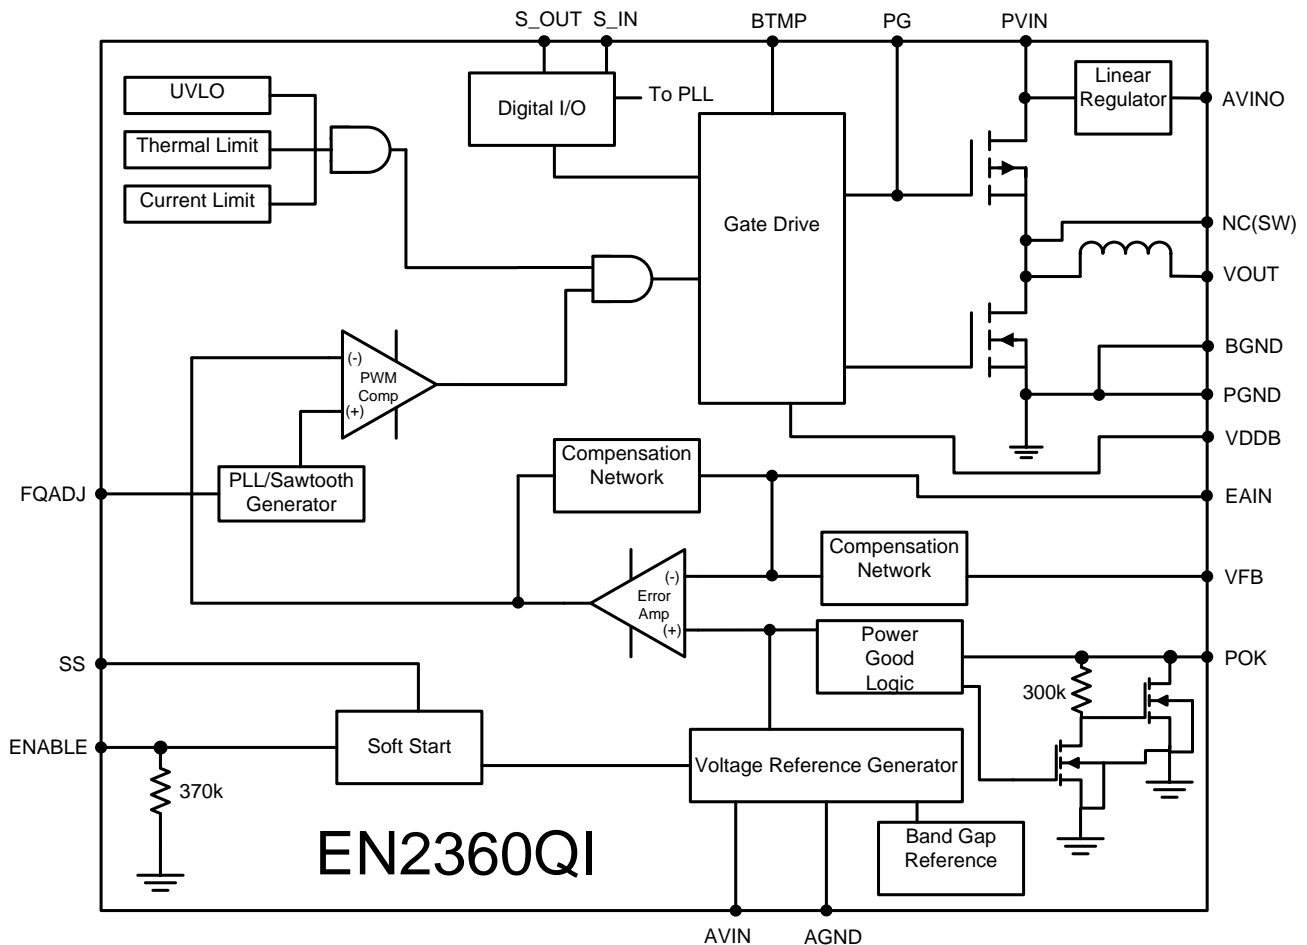 S_OUT S_IN BTMP PG PVIN
UVLO
Thermal Limit
Current Limit
Digital I/O
To PLL
Linear
Regulator
AVINO
Gate Drive
NC(SW)
VOUT
BGND
PGND
VDDB
EAIN
VFB
POK
(-)
PWM
Comp
(+)
PLL/Sawtooth
Generator
FQADJ
Compensation
Network
Compensation
Network
(-)
Error
Amp
(+)
Power
Good
Logic
300k
SS
ENABLE
Soft Start
370k
Voltage Reference Generator
Band Gap
Reference
EN2360QI
AVIN AGND